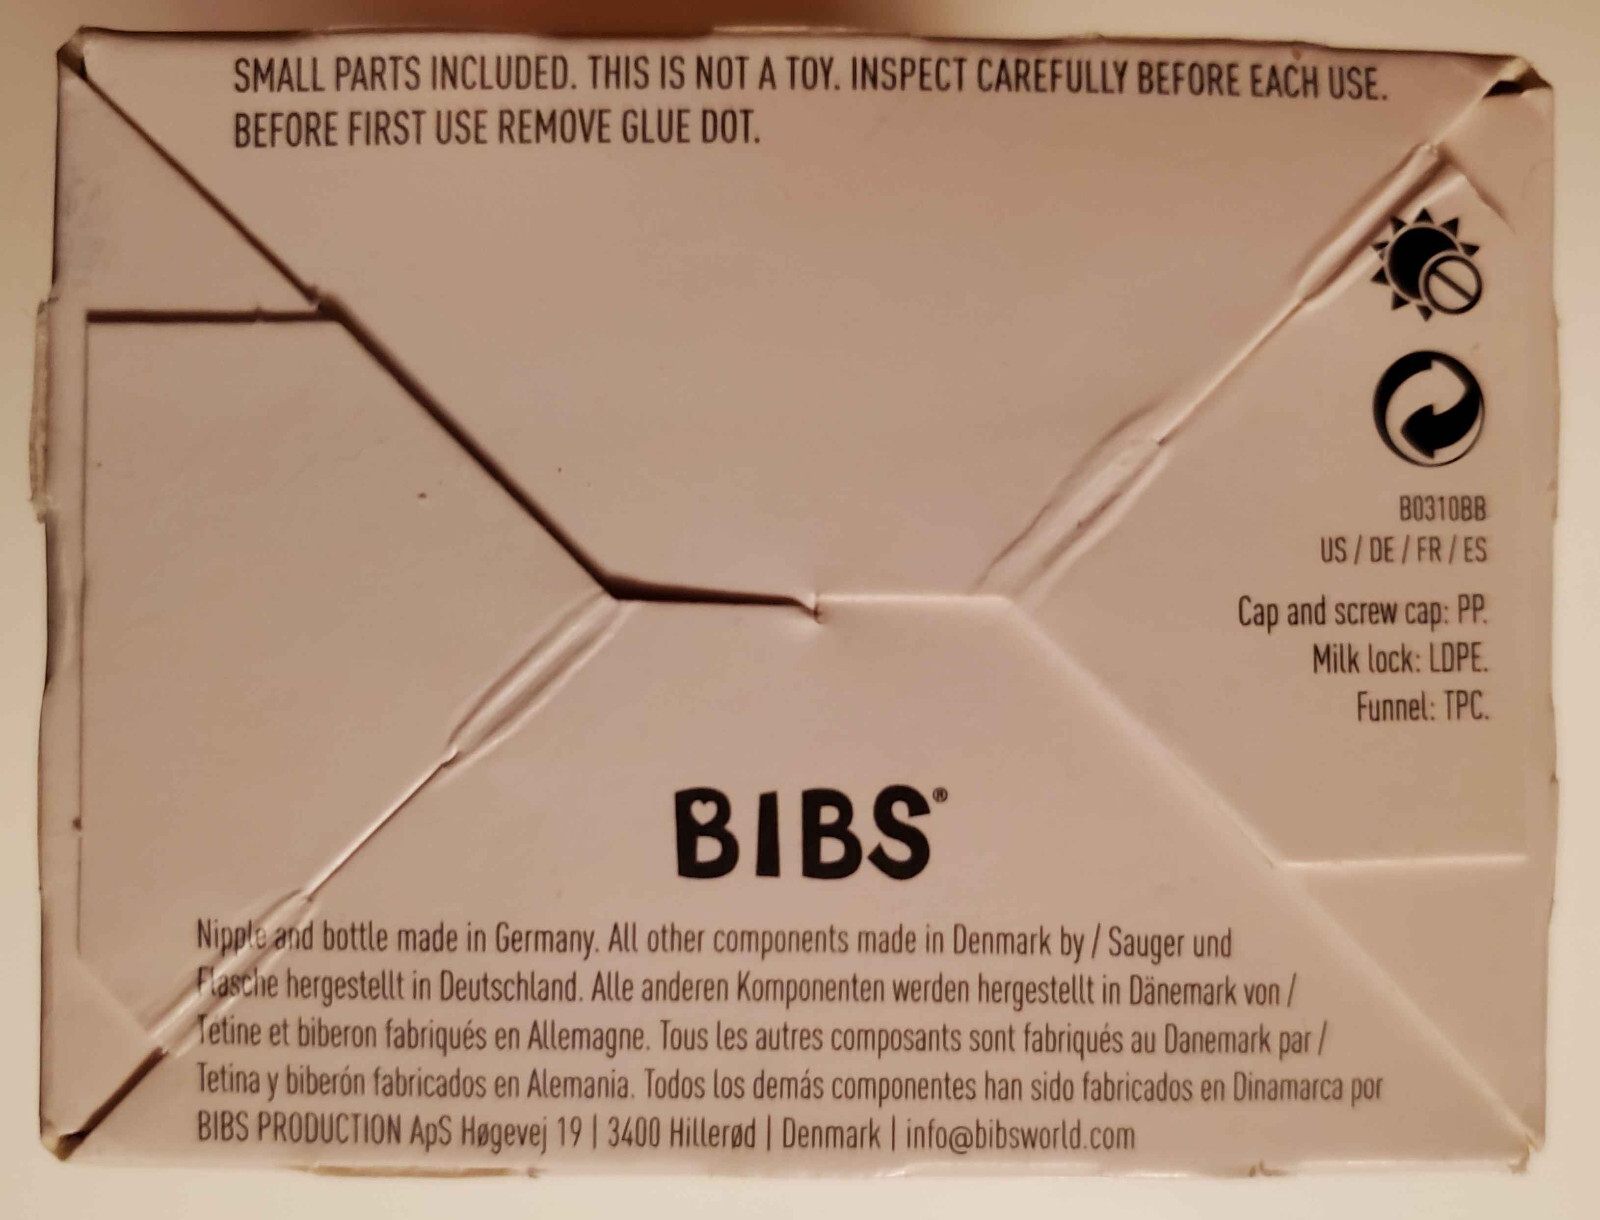 SMALL PARTS INCLUDED. THIS IS NOT A TOY. INSPECT CAREFULLY BEFORE EACH USE.
BEFORE FIRST USE REMOVE GLUE DOT.
B0310BB
US / DE / FR / ES
Cap and screw cap: PP.
Milk lock: LDPE.
Funnel: TPC.
BIBS®
Nipple and bottle made in Germany. All other components made in Denmark by / Sauger und
Flasche hergestellt in Deutschland. Alle anderen Komponenten werden hergestellt in Dänemark von /
Tétine et biberon fabriqués en Allemagne. Tous les autres composants sont fabriqués au Danemark par /
Tetina y biberón fabricados en Alemania. Todos los demás componentes han sido fabricados en Dinamarca por
BIBS PRODUCTION ApS Høgevej 19 | 3400 Hillerød | Denmark | info@bibsworld.com